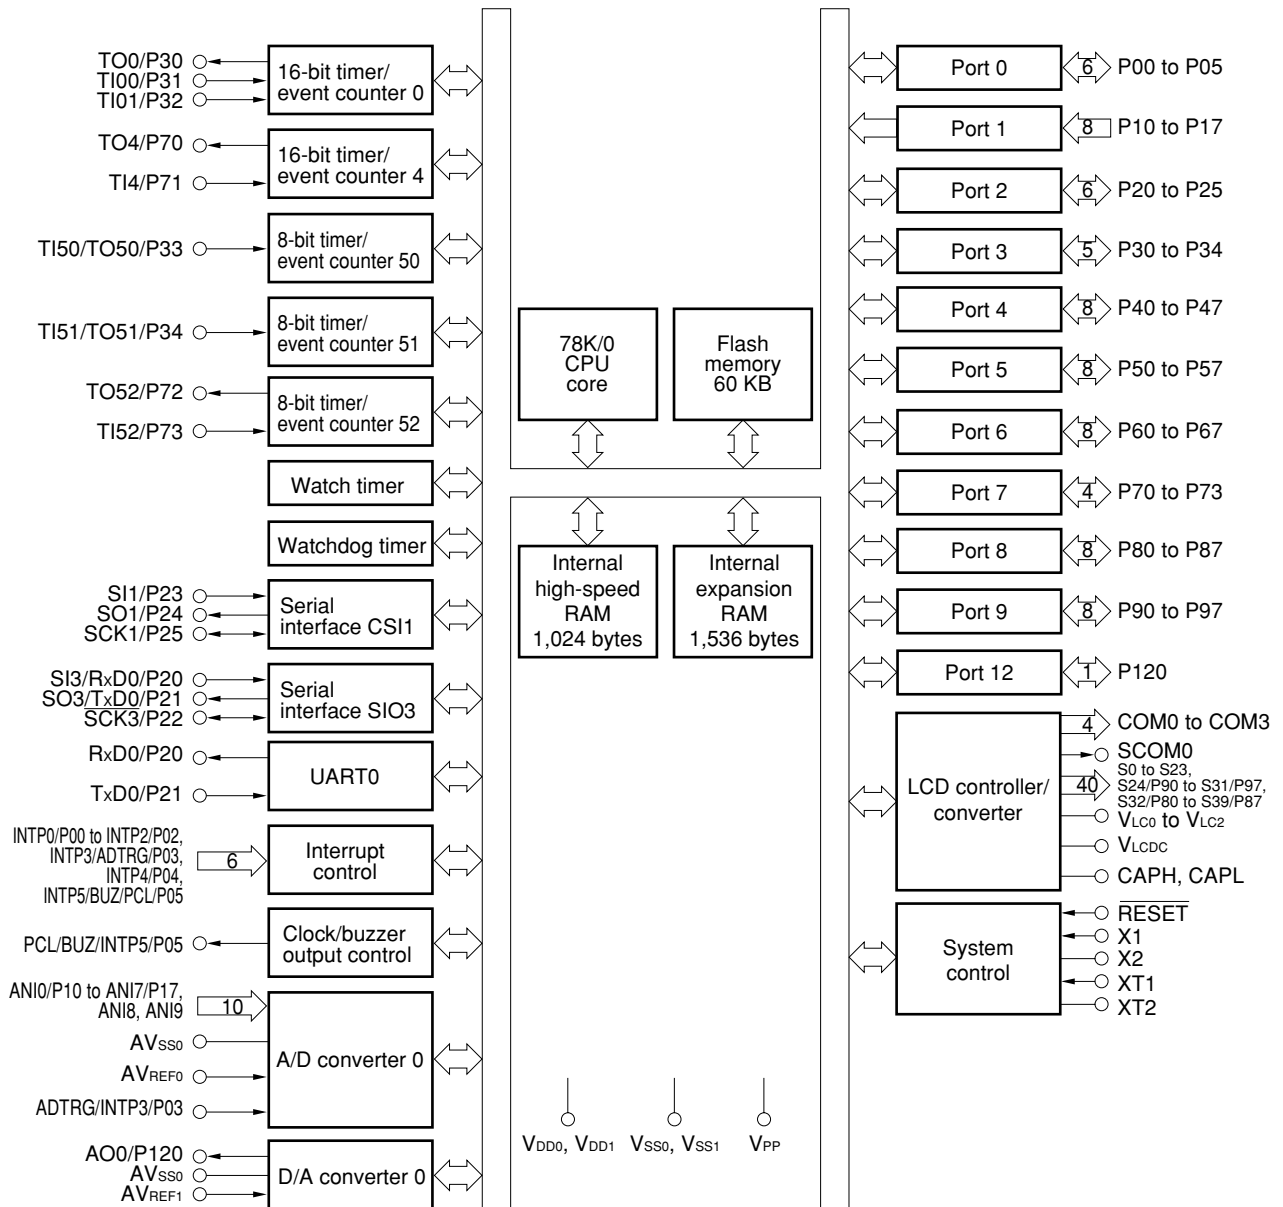 TO0/P30
TI00/P31
TI01/P32
16-bit timer/
event counter 0
TO4/P70
TI4/P71
16-bit timer/
event counter 4
TI50/TO50/P33
8-bit timer/
event counter 50
TI51/TO51/P34
8-bit timer/
event counter 51
TO52/P72
TI52/P73
8-bit timer/
event counter 52
Watch timer
Watchdog timer
SI1/P23
SO1/P24
SCK1/P25
Serial
interface CSI1
SI3/RxD0/P20
SO3/TxD0/P21
SCK3/P22
Serial
interface SIO3
RxD0/P20
TxD0/P21
UART0
INTP0/P00 to INTP2/P02,
INTP3/ADTRG/P03,
INTP4/P04,
INTP5/BUZ/PCL/P05
6
Interrupt
control
PCL/BUZ/INTP5/P05
Clock/buzzer
output control
ANI0/P10 to ANI7/P17,
ANI8, ANI9
10
AVSS0
AVREF0
ADTRG/INTP3/P03
A/D converter 0
AO0/P120
AVSS0
AVREF1
D/A converter 0
78K/0
CPU
core
Flash
memory
60 KB
Internal
high-speed
RAM
1,024 bytes
Internal
expansion
RAM
1,536 bytes
VDD0, VDD1
VSS0, VSS1
VPP
Port 0
6
P00 to P05
Port 1
8
P10 to P17
Port 2
6
P20 to P25
Port 3
5
P30 to P34
Port 4
8
P40 to P47
Port 5
8
P50 to P57
Port 6
8
P60 to P67
Port 7
4
P70 to P73
Port 8
8
P80 to P87
Port 9
8
P90 to P97
Port 12
1
P120
LCD controller/
converter
4
COM0 to COM3
SCOM0
40
S0 to S23,
S24/P90 to S31/P97,
S32/P80 to S39/P87
VLC0 to VLC2
VLCDC
CAPH, CAPL
System
control
RESET
X1
X2
XT1
XT2